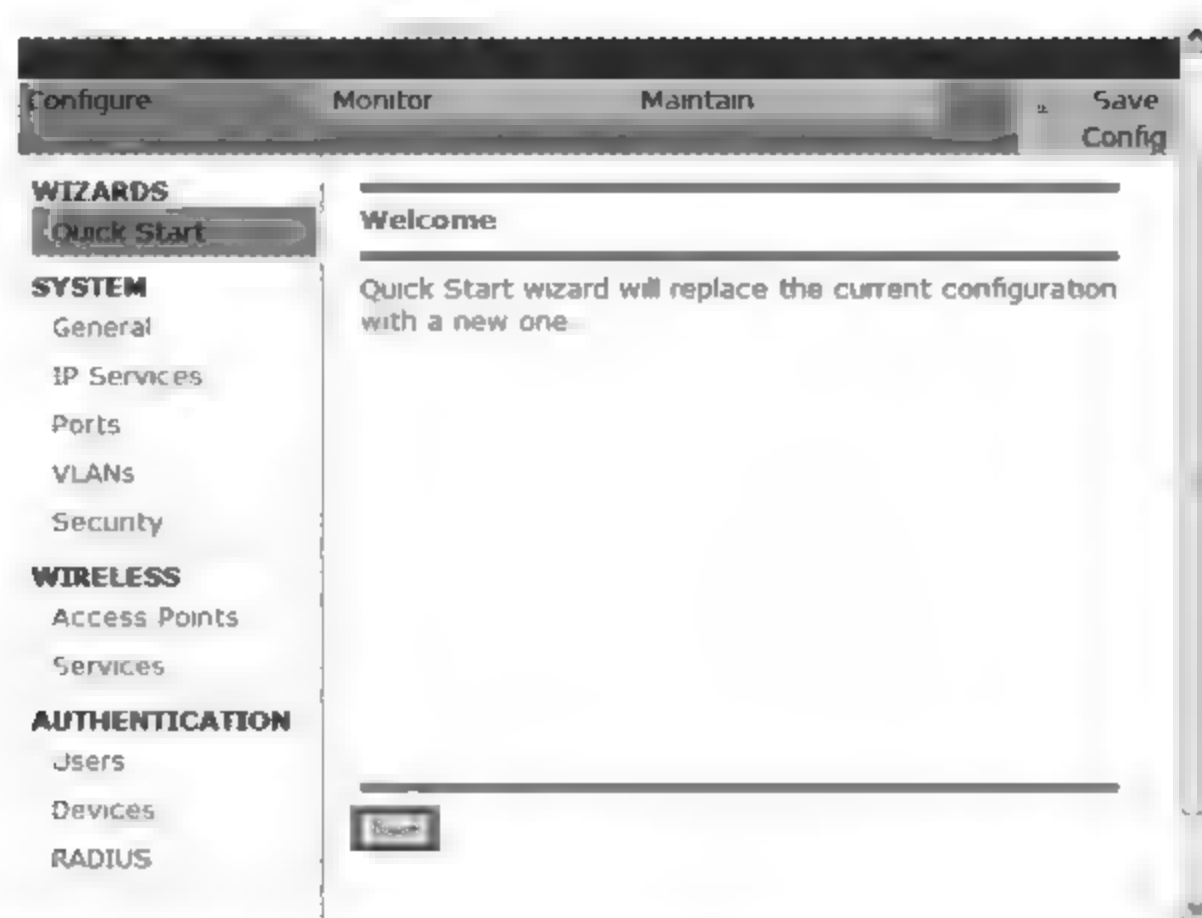 Configure Monitor Maintain Save
Config
WIZARDS
Quick Start
SYSTEM
General
IP Services
Ports
VLANs
Security
WIRELESS
Access Points
Services
AUTHENTICATION
Users
Devices
RADIUS
Welcome
Quick Start wizard will replace the current configuration
with a new one